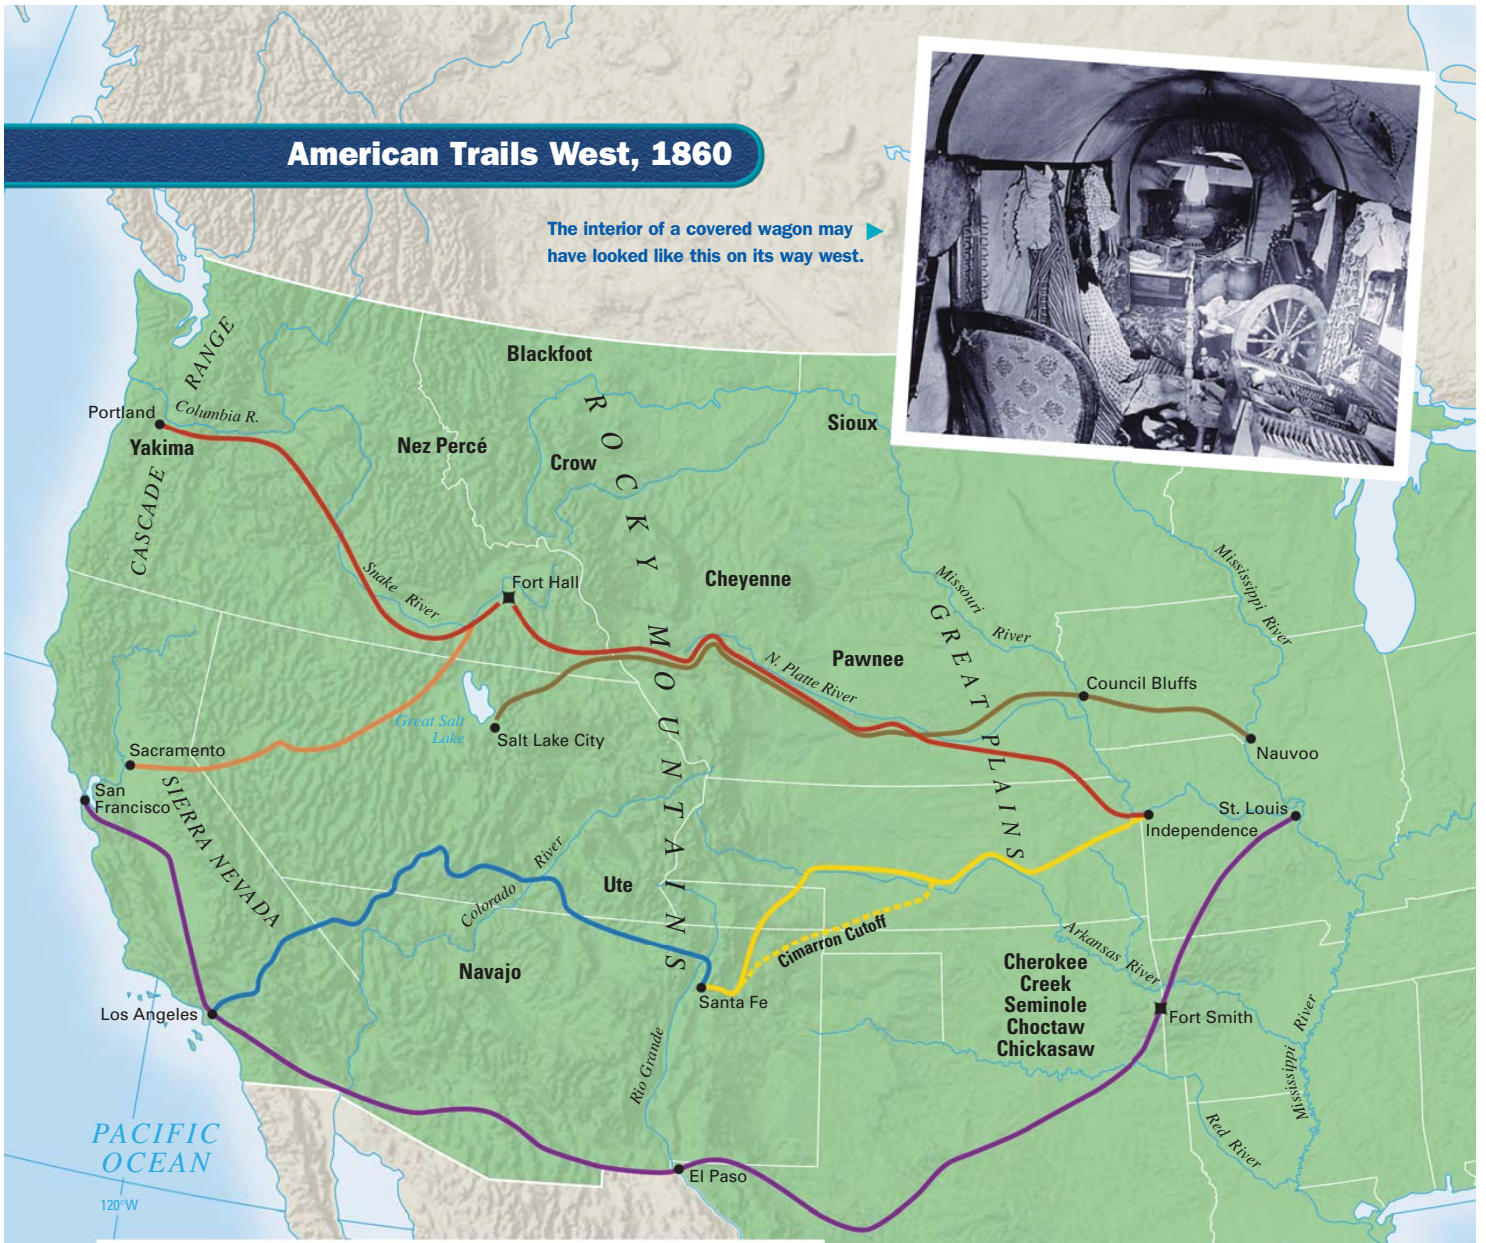 American Trails West, 1860
The interior of a covered wagon may
have looked like this on its way west.
CASCADE RANGE
Blackfoot
ROCKY MOUNTAINS
Portland
Columbia R.
Yakima
Nez Percé
Crow
Sioux
Snake River
Fort Hall
Cheyenne
Missouri River
Mississippi River
GREAT PLAINS
N. Platte River
Pawnee
Council Bluffs
Great Salt
Lake
Salt Lake City
Nauvoo
Sacramento
San
Francisco
SIERRA NEVADA
St. Louis
Independence
Colorado River
Ute
Cimarron Cutoff
Arkansas River
Navajo
Cherokee
Creek
Seminole
Choctaw
Chickasaw
Santa Fe
Los Angeles
Fort Smith
Rio Grande
Mississippi River
Red River
PACIFIC
OCEAN
El Paso
120°W